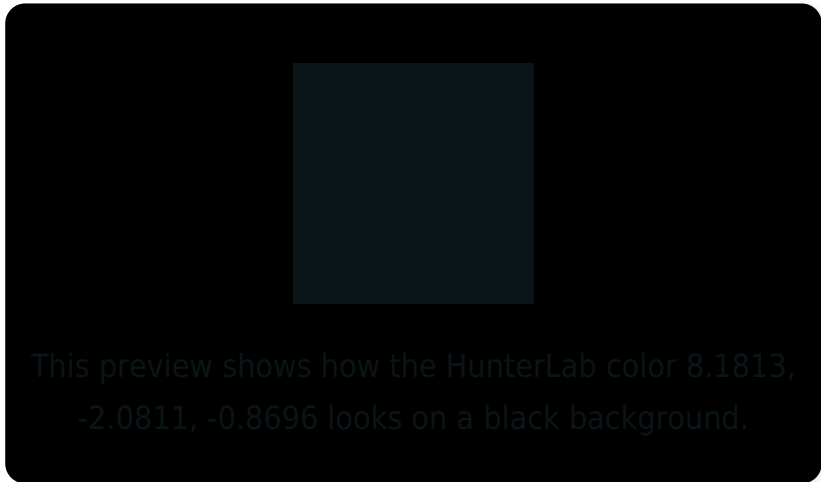 This preview shows how the HunterLab color 8.1813,
-2.0811, -0.8696 looks on a black background.